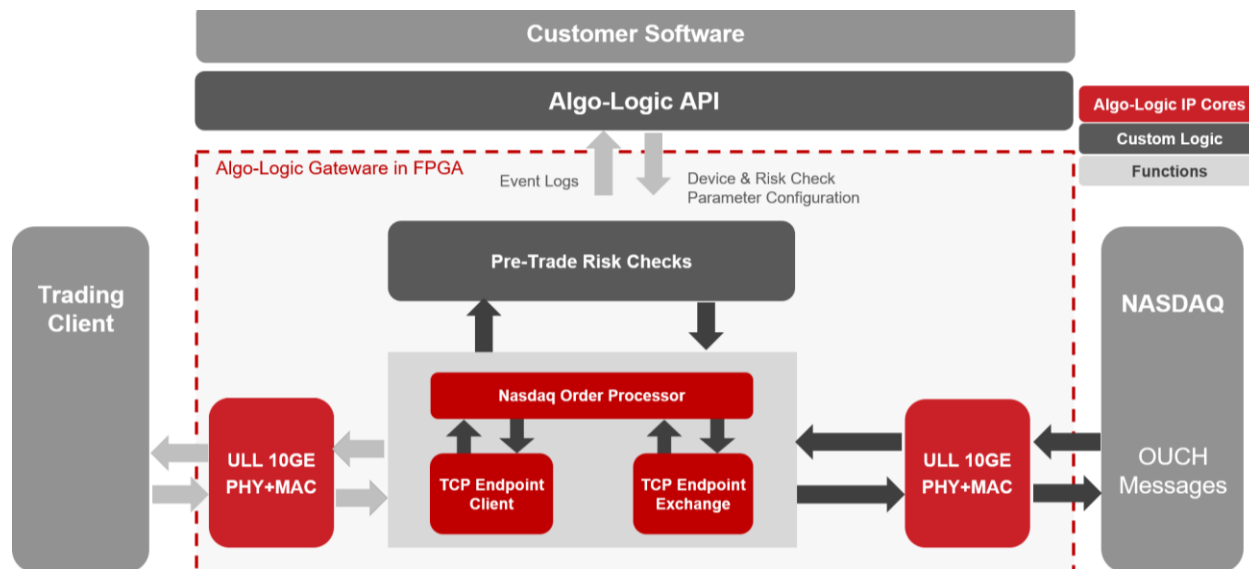 Customer Software
Algo-Logic API
Algo-Logic IP Cores
Custom Logic
Functions
Algo-Logic Gateware in FPGA
Event Logs
Device & Risk Check
Parameter Configuration
Pre-Trade Risk Checks
Trading
Client
NASDAQ
Nasdaq Order Processor
ULL 10GE
PHY+MAC
TCP Endpoint
Client
TCP Endpoint
Exchange
ULL 10GE
PHY+MAC
OUCH
Messages